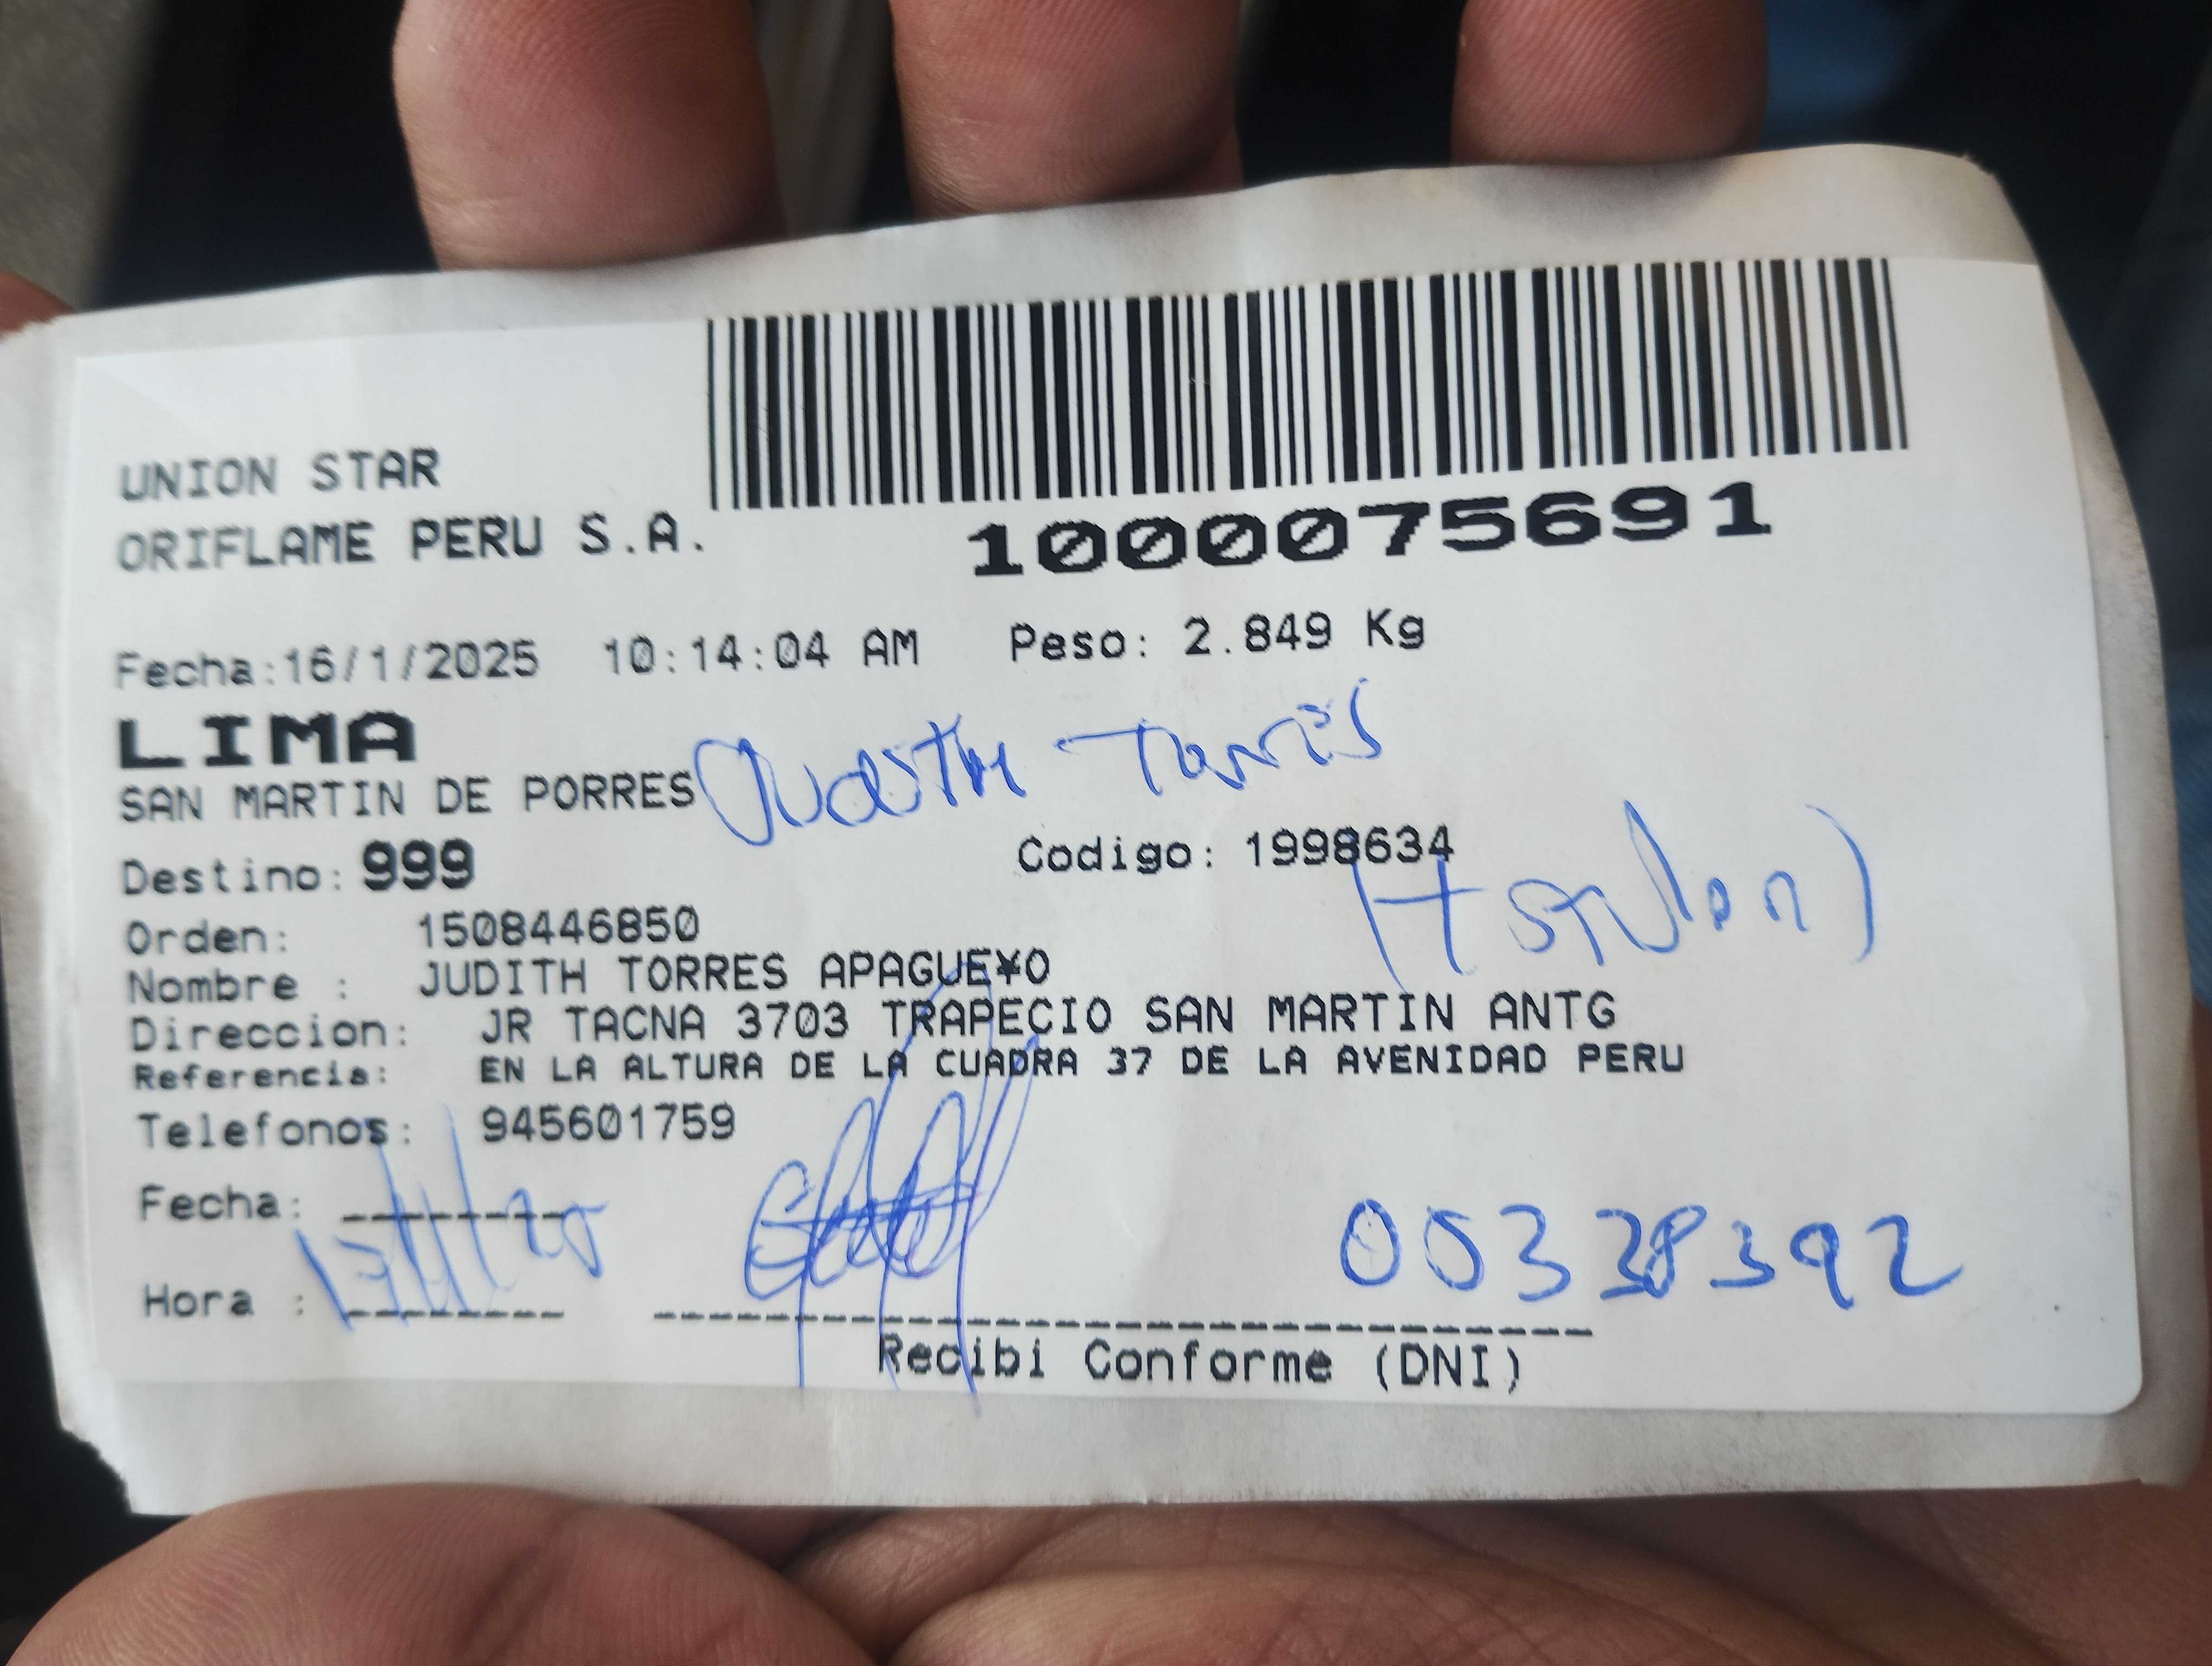 UNION STAR
ORIFLAME PERU S.A.
1000075691
Fecha:16/1/2025 10:14:04 AM Peso: 2.849 Kg
LIMA
Judith Torres
SAN MARTIN DE PORRES
Destino: 999 Codigo: 1998634
(titular)
Orden: 1508446850
Nombre : JUDITH TORRES APAGUE¥O
Direccion: JR TACNA 3703 TRAPECIO SAN MARTIN ANTG
Referencia: EN LA ALTURA DE LA CUADRA 37 DE LA AVENIDAD PERU
Telefonos: 945601759
Fecha:
Hora :
00338392
Recibi Conforme (DNI)